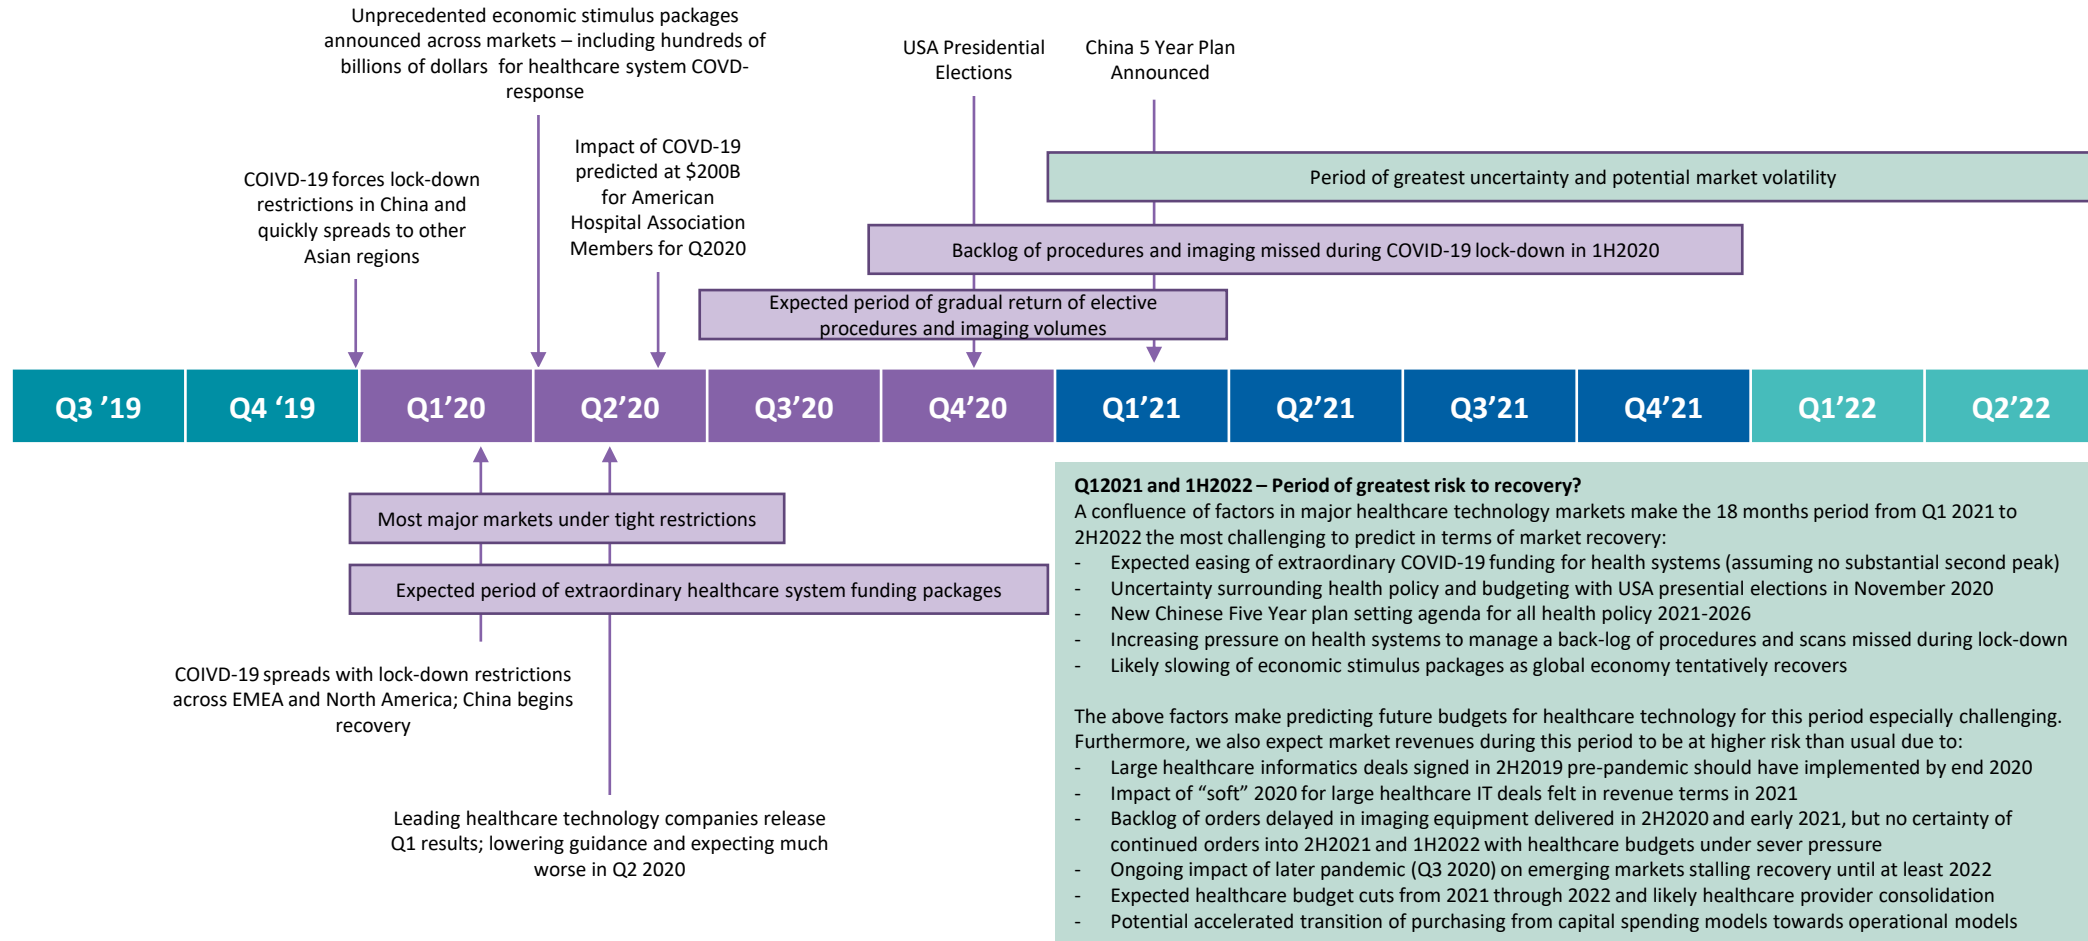 Unprecedented economic stimulus packages
announced across markets – including hundreds of
billions of dollars for healthcare system COVD-
response
USA Presidential
Elections
China 5 Year Plan
Announced
Impact of COVD-19
predicted at $200B
for American
Hospital Association
Members for Q2020
COIVD-19 forces lock-down
restrictions in China and
quickly spreads to other
Asian regions
Period of greatest uncertainty and potential market volatility
Backlog of procedures and imaging missed during COVID-19 lock-down in 1H2020
Expected period of gradual return of elective
procedures and imaging volumes
Q3 ’19
Q4 ‘19
Q1’20
Q2’20
Q3’20
Q4’20
Q1’21
Q2’21
Q3’21
Q4’21
Q1’22
Q2’22
Most major markets under tight restrictions
Expected period of extraordinary healthcare system funding packages
COIVD-19 spreads with lock-down restrictions
across EMEA and North America; China begins
recovery
Leading healthcare technology companies release
Q1 results; lowering guidance and expecting much
worse in Q2 2020
Q12021 and 1H2022 – Period of greatest risk to recovery?
A confluence of factors in major healthcare technology markets make the 18 months period from Q1 2021 to
2H2022 the most challenging to predict in terms of market recovery:
- Expected easing of extraordinary COVID-19 funding for health systems (assuming no substantial second peak)
- Uncertainty surrounding health policy and budgeting with USA presential elections in November 2020
- New Chinese Five Year plan setting agenda for all health policy 2021-2026
- Increasing pressure on health systems to manage a back-log of procedures and scans missed during lock-down
- Likely slowing of economic stimulus packages as global economy tentatively recovers
The above factors make predicting future budgets for healthcare technology for this period especially challenging.
Furthermore, we also expect market revenues during this period to be at higher risk than usual due to:
- Large healthcare informatics deals signed in 2H2019 pre-pandemic should have implemented by end 2020
- Impact of “soft” 2020 for large healthcare IT deals felt in revenue terms in 2021
- Backlog of orders delayed in imaging equipment delivered in 2H2020 and early 2021, but no certainty of
continued orders into 2H2021 and 1H2022 with healthcare budgets under sever pressure
- Ongoing impact of later pandemic (Q3 2020) on emerging markets stalling recovery until at least 2022
- Expected healthcare budget cuts from 2021 through 2022 and likely healthcare provider consolidation
- Potential accelerated transition of purchasing from capital spending models towards operational models